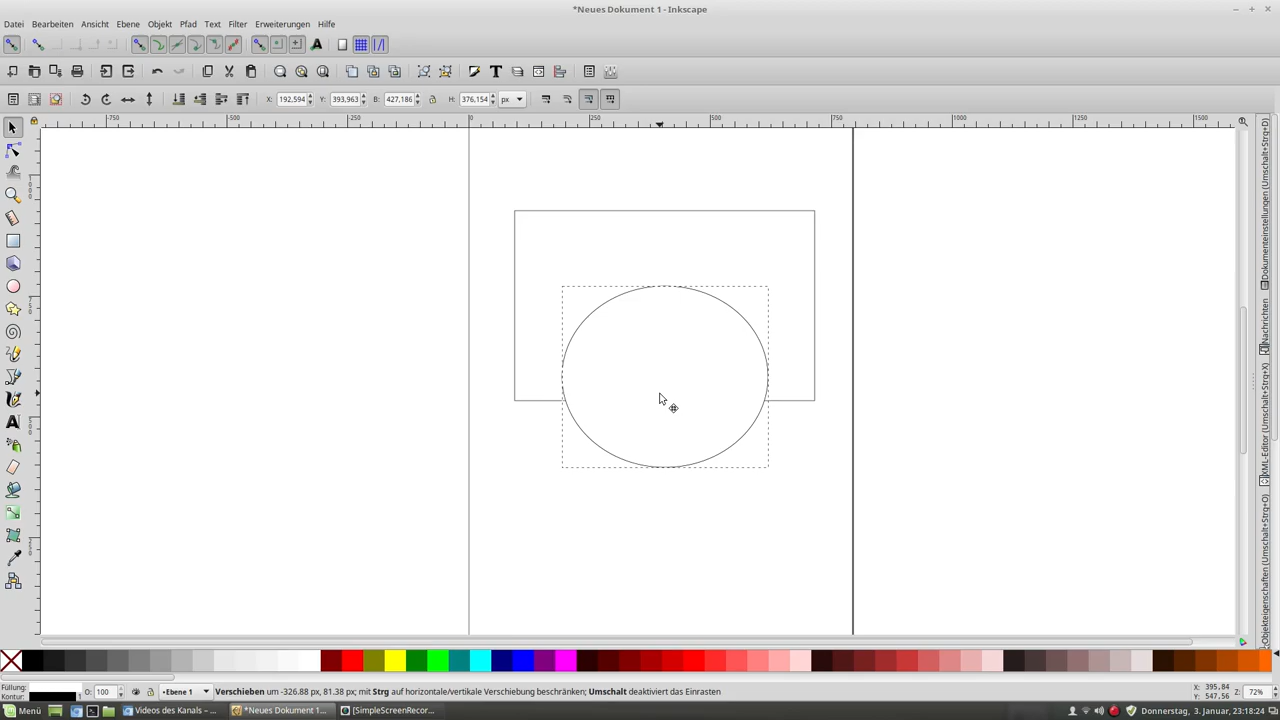 *Neues Dokument 1 - Inkscape
Datei Bearbeiten Ansicht Ebene Objekt Pfad Text Filter Erweiterungen Hilfe
X: 192,594 Y: 393,963 B: 427,186 H: 376,154 px
-750 -500 -250 0 250 500 750 1000 1250 1500
Dokumenteinstellungen (Umschalt+Strg+D)
Nachrichten
XML-Editor (Umschalt+Strg+X)
Objekteigenschaften (Umschalt+Strg+O)
Füllung:
Kontur: 1
O: 100
Ebene 1
Verschieben um -326.88 px, 81.38 px; mit Strg auf horizontale/vertikale Verschiebung beschränken; Umschalt deaktiviert das Einrasten
X: 395,84
Y: 547,56
Z: 72%
Menü
Videos des Kanals – ...
*Neues Dokument 1...
[SimpleScreenRecor...
Donnerstag, 3. Januar, 23:18:24